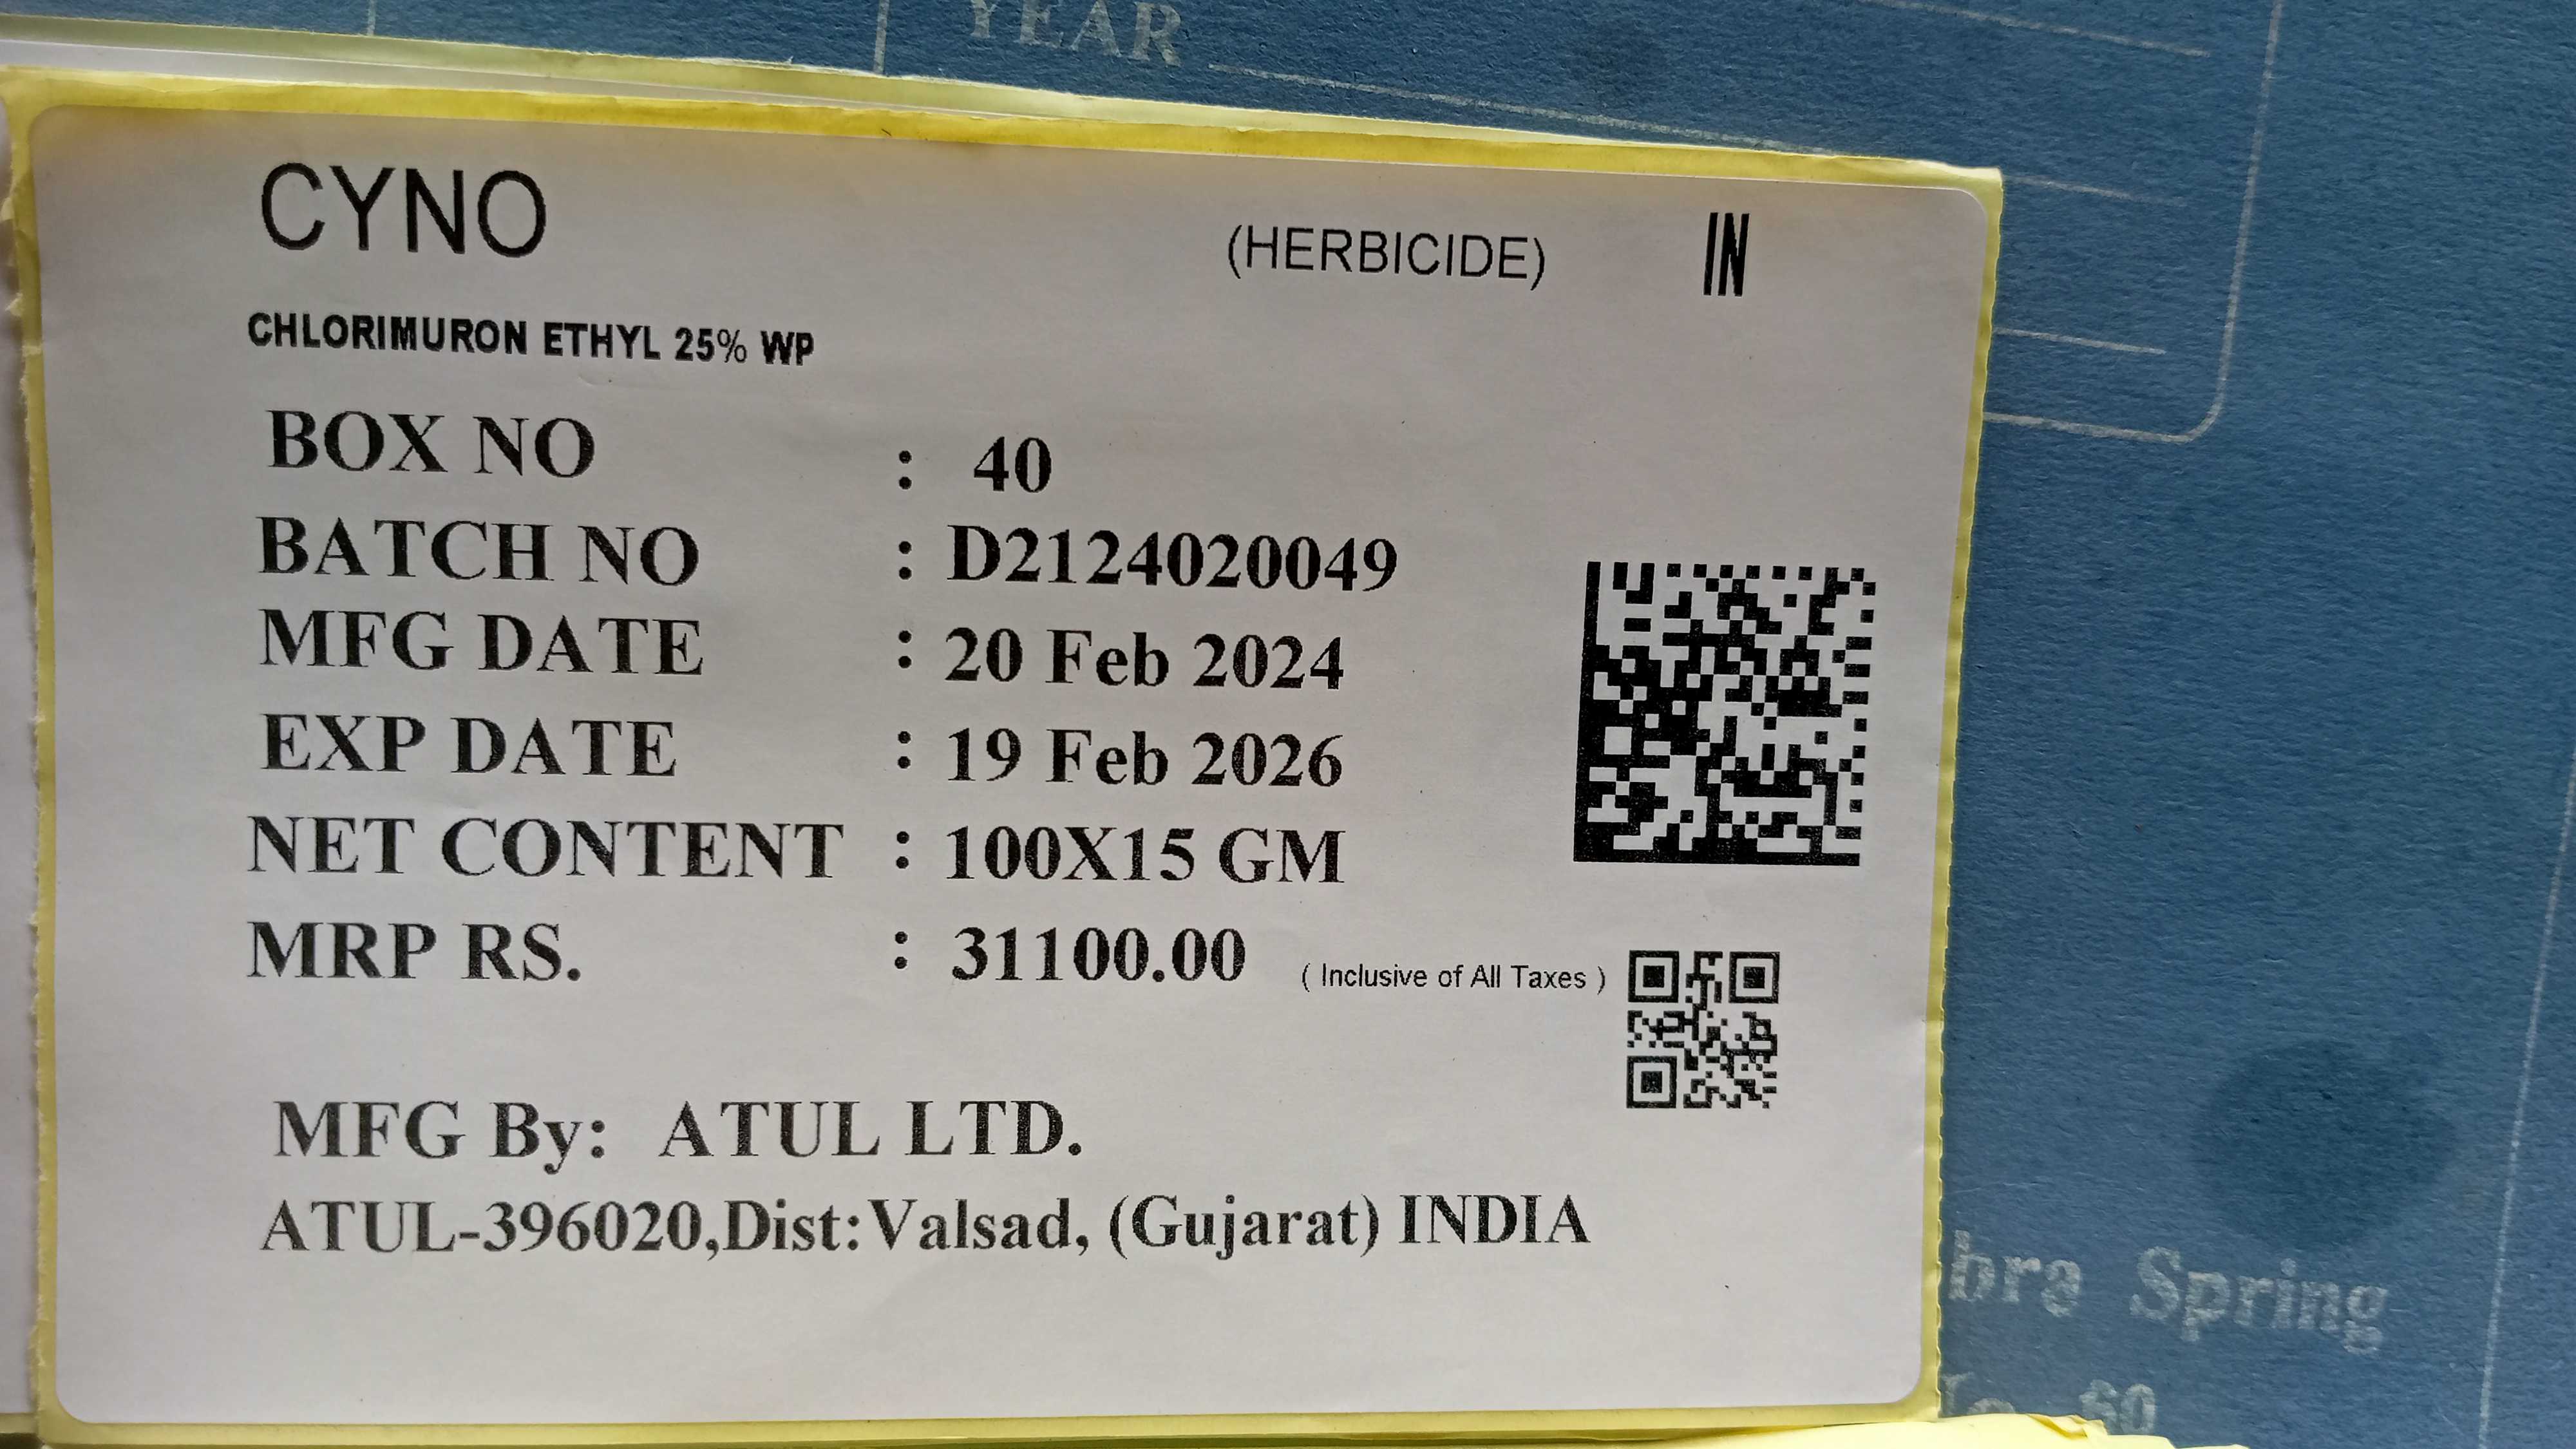 YEAR
CYNO
(HERBICIDE)
IN
CHLORIMURON ETHYL 25% WP
BOX NO : 40
BATCH NO : D2124020049
MFG DATE : 20 Feb 2024
EXP DATE : 19 Feb 2026
NET CONTENT : 100X15 GM
MRP RS. : 31100.00 ( Inclusive of All Taxes )
MFG By: ATUL LTD.
ATUL-396020,Dist:Valsad, (Gujarat) INDIA
bra Spring
60